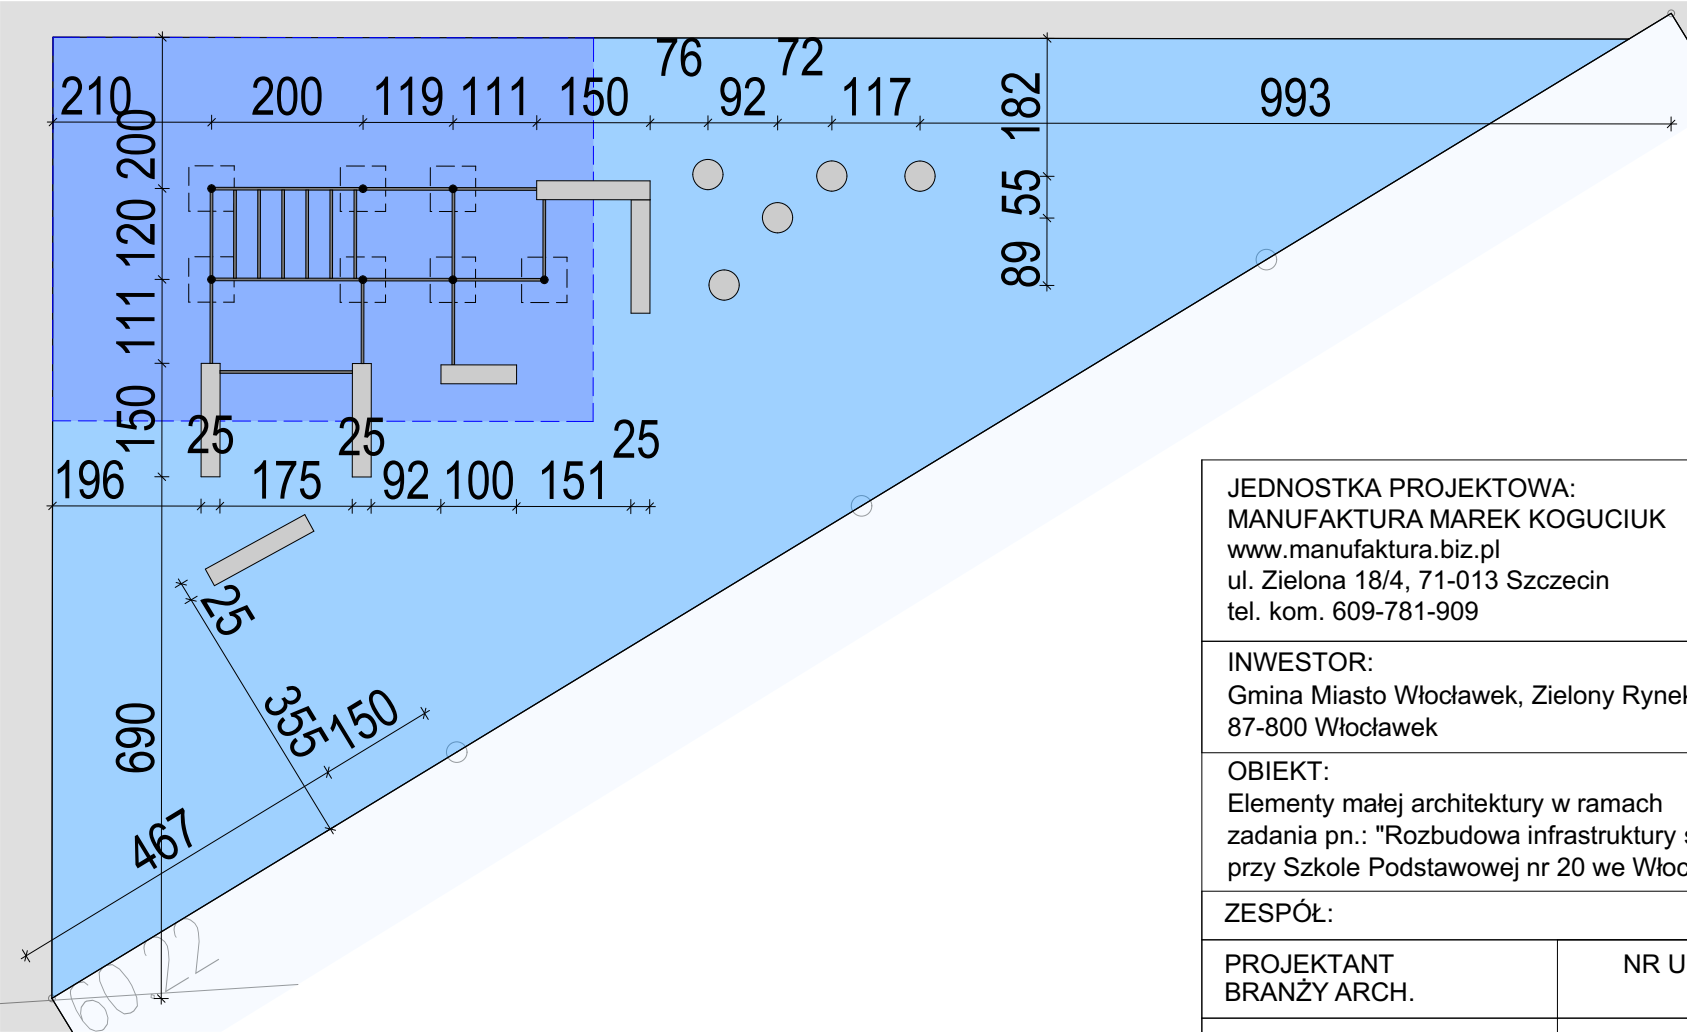 76 72
210 200 119 111 150 92 117 182 993
200
120 55
111 89
150
25 25 25
196 175 92 100 151
25
355
150
690
467
60.22
JEDNOSTKA PROJEKTOWA:
MANUFAKTURA MAREK KOGUCIUK
www.manufaktura.biz.pl
ul. Zielona 18/4, 71-013 Szczecin
tel. kom. 609-781-909
INWESTOR:
Gmina Miasto Włocławek, Zielony Rynek
87-800 Włocławek
OBIEKT:
Elementy małej architektury w ramach
zadania pn.: "Rozbudowa infrastruktury
przy Szkole Podstawowej nr 20 we
ZESPÓŁ:
PROJEKTANT NR
BRANŻY ARCH.